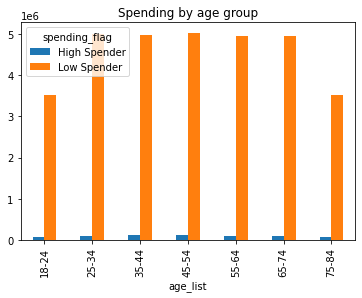 Spending by age group
1e6
spending_flag
High Spender
Low Spender
5
4
3
2
1
0
18-24
25-34
35-44
45-54
55-64
65-74
75-84
age_list